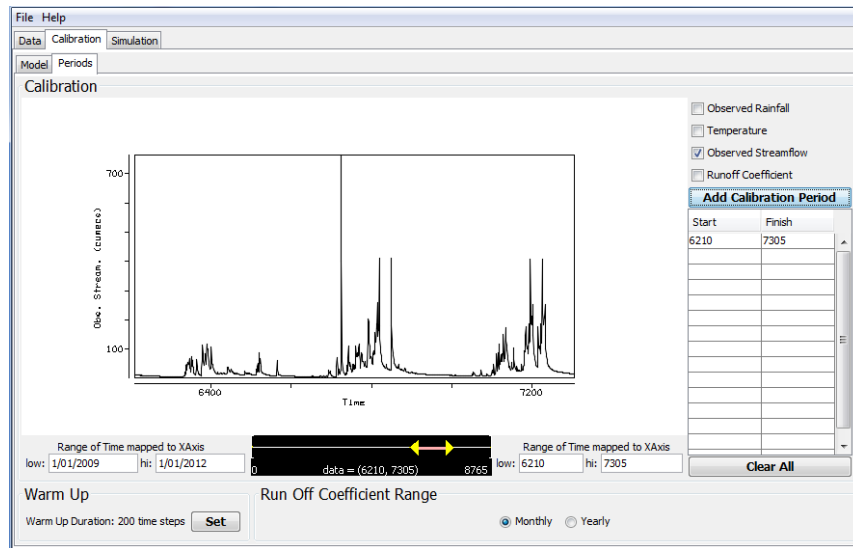 File Help
Data Calibration Simulation
Model Periods
Calibration
Observed Rainfall
Temperature
Observed Streamflow
Runoff Coefficient
Add Calibration Period
Start Finish
6210 7305
700
Obs. Stream. (cumecs)
100
6400 7200
Time
Range of Time mapped to XAxis
low: 1/01/2009 hi: 1/01/2012
0 data = (6210, 7305) 8765
Range of Time mapped to XAxis
low: 6210 hi: 7305
Clear All
Warm Up
Warm Up Duration: 200 time steps Set
Run Off Coefficient Range
Monthly Yearly